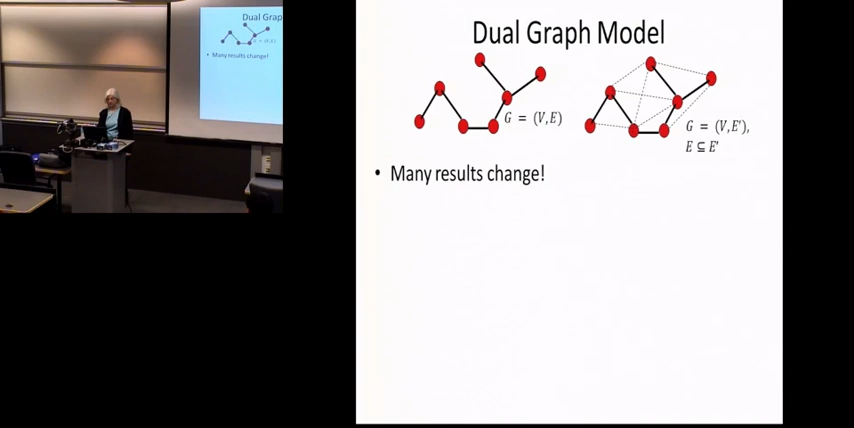 Dual Grap
G = (V,E)
• Many results change!
Dual Graph Model
G = (V,E)
G = (V,E'),
E ⊆ E'
• Many results change!